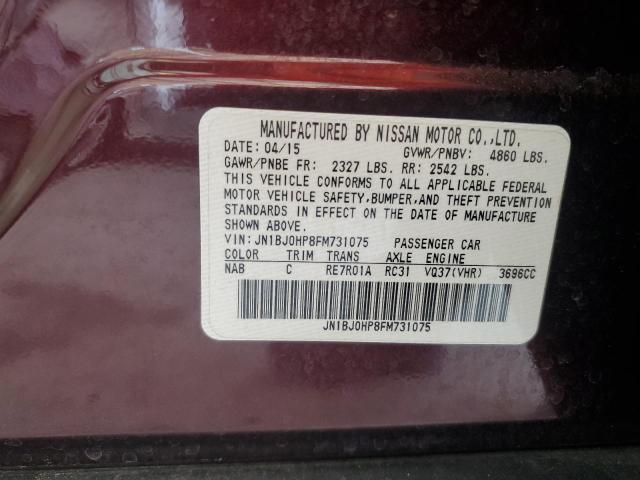 MANUFACTURED BY NISSAN MOTOR CO.,LTD.
DATE: 04/15 GVWR/PNBV: 4860 LBS.
GAWR/PNBE FR: 2327 LBS. RR: 2542 LBS.
THIS VEHICLE CONFORMS TO ALL APPLICABLE FEDERAL
MOTOR VEHICLE SAFETY,BUMPER,AND THEFT PREVENTION
STANDARDS IN EFFECT ON THE DATE OF MANUFACTURE
SHOWN ABOVE.
VIN:JN1BJ0HP8FM731075 PASSENGER CAR
COLOR TRIM TRANS AXLE ENGINE
NAB C RE7R01A RC31 VQ37(VHR) 3696CC
JN1BJ0HP8FM731075